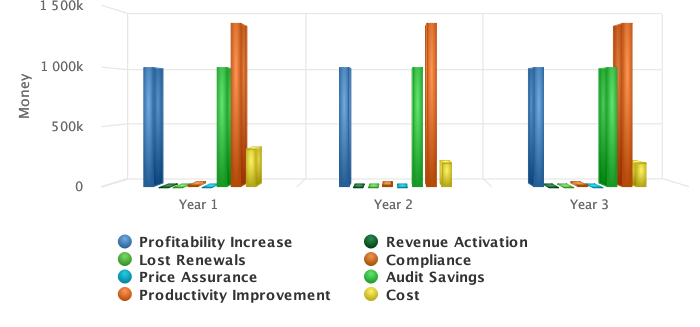 1 500k
1 000k
500k
0
Money
Year 1
Year 2
Year 3
Profitability Increase
Revenue Activation
Lost Renewals
Compliance
Price Assurance
Audit Savings
Productivity Improvement
Cost